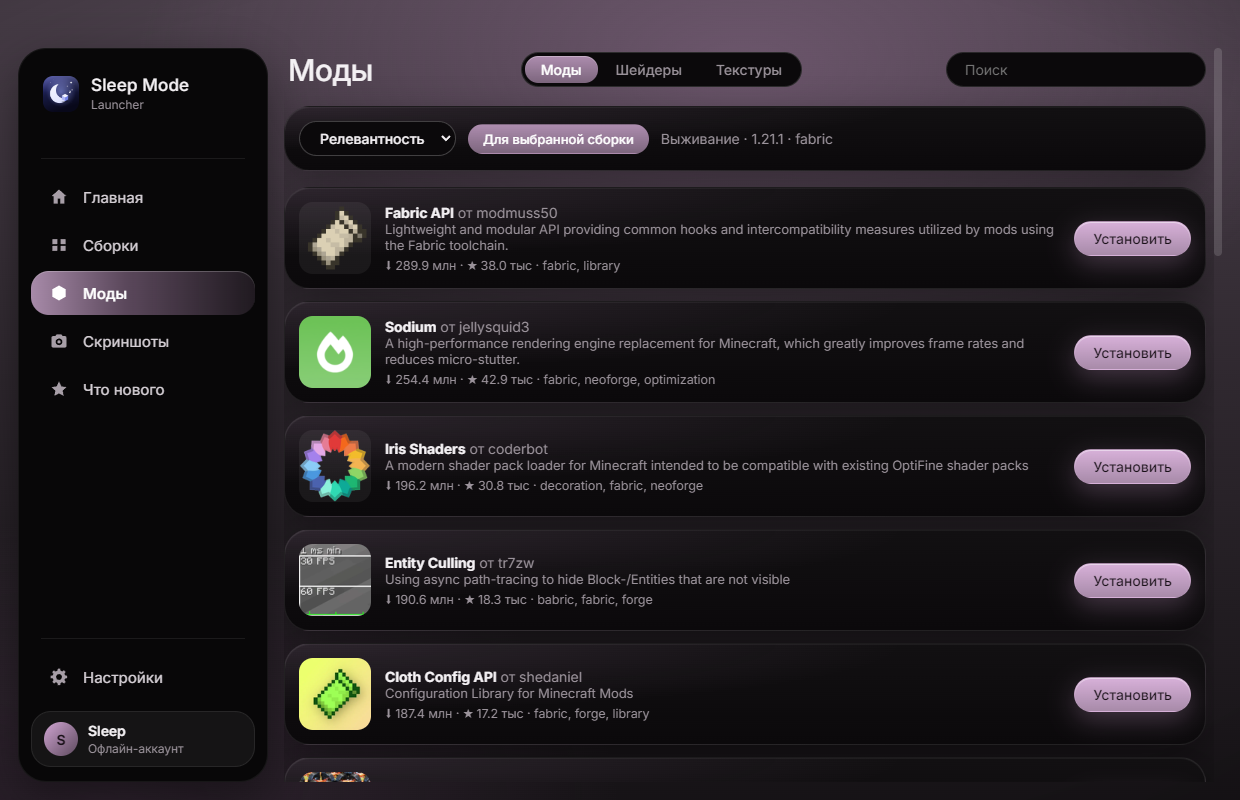 Sleep Mode
Launcher
Главная
Сборки
Моды
Скриншоты
Что нового
Настройки
S
Sleep
Офлайн-аккаунт
Моды
Моды
Шейдеры
Текстуры
Поиск
Релевантность
Для выбранной сборки
Выживание · 1.21.1 · fabric
Fabric API от modmuss50
Lightweight and modular API providing common hooks and intercompatibility measures utilized by mods using
the Fabric toolchain.
⬇ 289.9 млн · ★ 38.0 тыс · fabric, library
Установить
Sodium от jellysquid3
A high-performance rendering engine replacement for Minecraft, which greatly improves frame rates and
reduces micro-stutter.
⬇ 254.4 млн · ★ 42.9 тыс · fabric, neoforge, optimization
Установить
Iris Shaders от coderbot
A modern shader pack loader for Minecraft intended to be compatible with existing OptiFine shader packs
⬇ 196.2 млн · ★ 30.8 тыс · decoration, fabric, neoforge
Установить
1 ms min
30 FPS
60 FPS
Entity Culling от tr7zw
Using async path-tracing to hide Block-/Entities that are not visible
⬇ 190.6 млн · ★ 18.3 тыс · babric, fabric, forge
Установить
Cloth Config API от shedaniel
Configuration Library for Minecraft Mods
⬇ 187.4 млн · ★ 17.2 тыс · fabric, forge, library
Установить